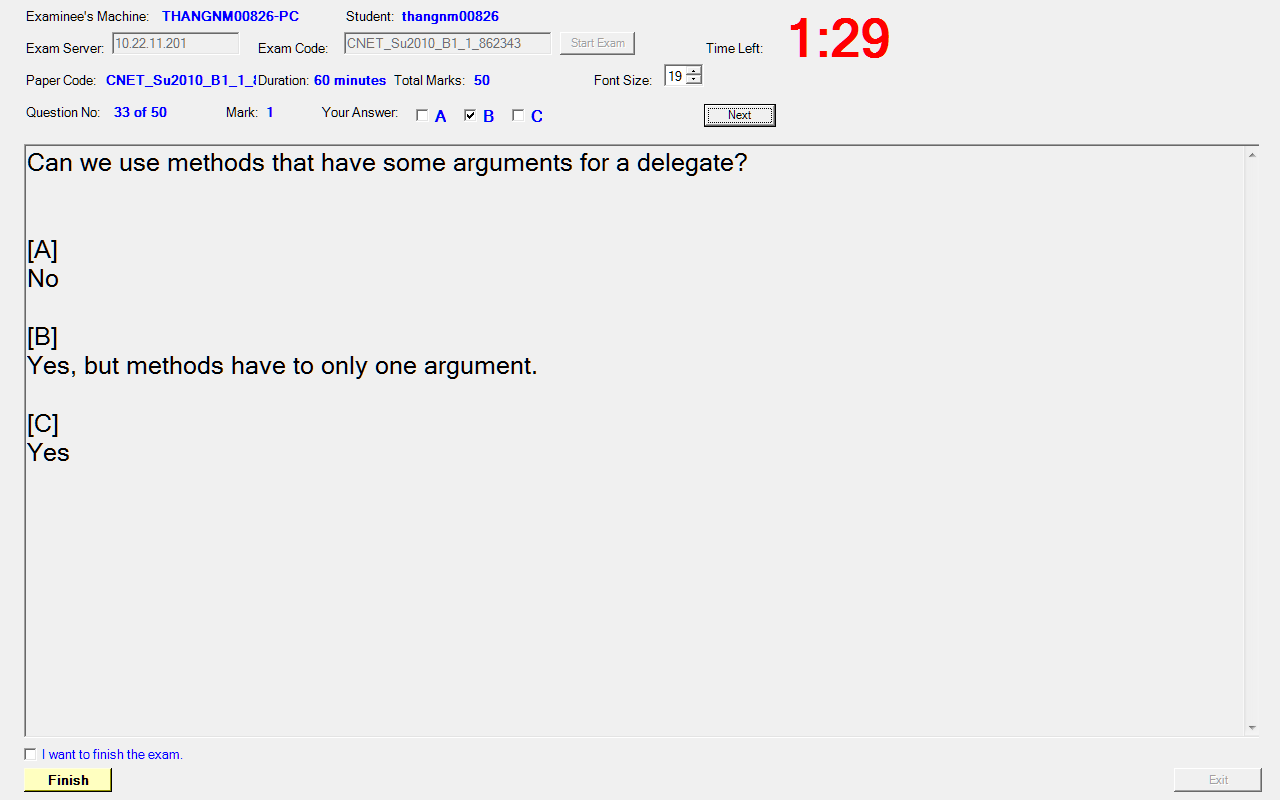 Examinee's Machine: THANGNM00826-PC Student: thangnm00826
Exam Server: 10.22.11.201 Exam Code: CNET_Su2010_B1_1_862343 Start Exam Time Left: 1:29
Paper Code: CNET_Su2010_B1_1_ Duration: 60 minutes Total Marks: 50 Font Size: 19
Question No: 33 of 50 Mark: 1 Your Answer: A B C Next
Can we use methods that have some arguments for a delegate?
[A]
No
[B]
Yes, but methods have to only one argument.
[C]
Yes
I want to finish the exam.
Finish Exit